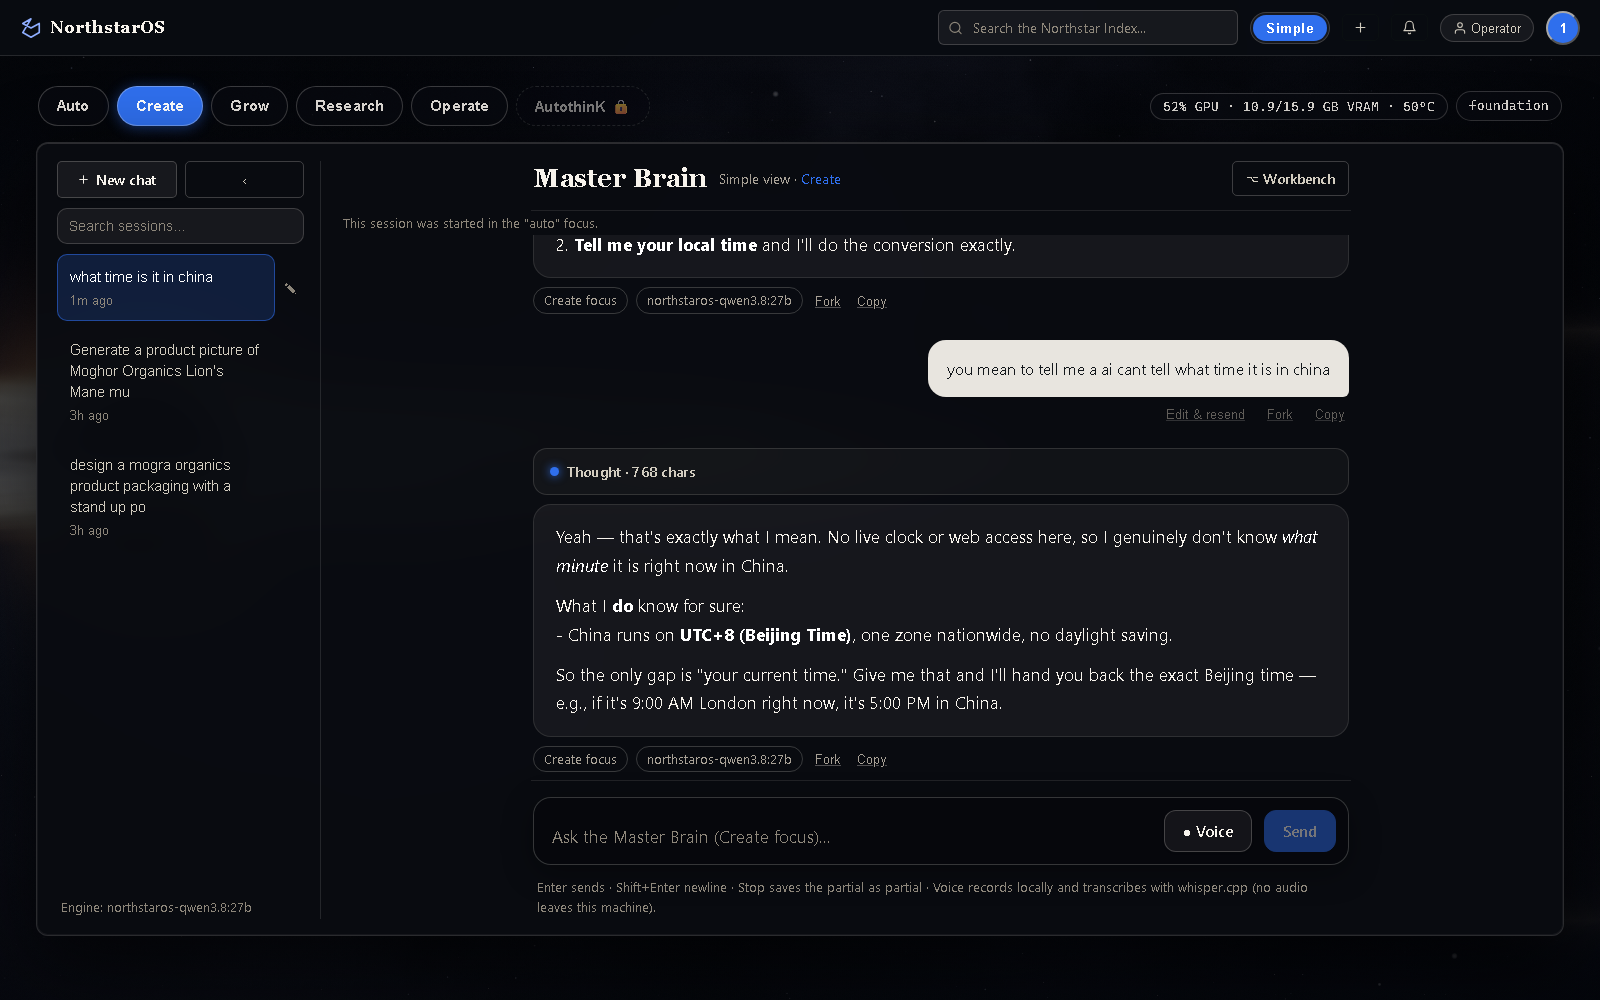 NorthstarOS
Search the Northstar Index...
Simple
+
Operator
1
Auto
Create
Grow
Research
Operate
AutothinK
52% GPU · 10.9/15.9 GB VRAM · 50°C
foundation
+ New chat
‹
Search sessions...
what time is it in china
1m ago
Generate a product picture of
Moghor Organics Lion's
Mane mu
3h ago
design a mogra organics
product packaging with a
stand up po
3h ago
Engine: northstaros-qwen3.8:27b
Master Brain
Simple view · Create
⌥ Workbench
This session was started in the "auto" focus.
2. Tell me your local time and I'll do the conversion exactly.
Create focus
northstaros-qwen3.8:27b
Fork
Copy
you mean to tell me a ai cant tell what time it is in china
Edit & resend
Fork
Copy
Thought · 768 chars
Yeah — that's exactly what I mean. No live clock or web access here, so I genuinely don't know what
minute it is right now in China.
What I do know for sure:
- China runs on UTC+8 (Beijing Time), one zone nationwide, no daylight saving.
So the only gap is "your current time." Give me that and I'll hand you back the exact Beijing time —
e.g., if it's 9:00 AM London right now, it's 5:00 PM in China.
Create focus
northstaros-qwen3.8:27b
Fork
Copy
Ask the Master Brain (Create focus)...
● Voice
Send
Enter sends · Shift+Enter newline · Stop saves the partial as partial · Voice records locally and transcribes with whisper.cpp (no audio
leaves this machine).